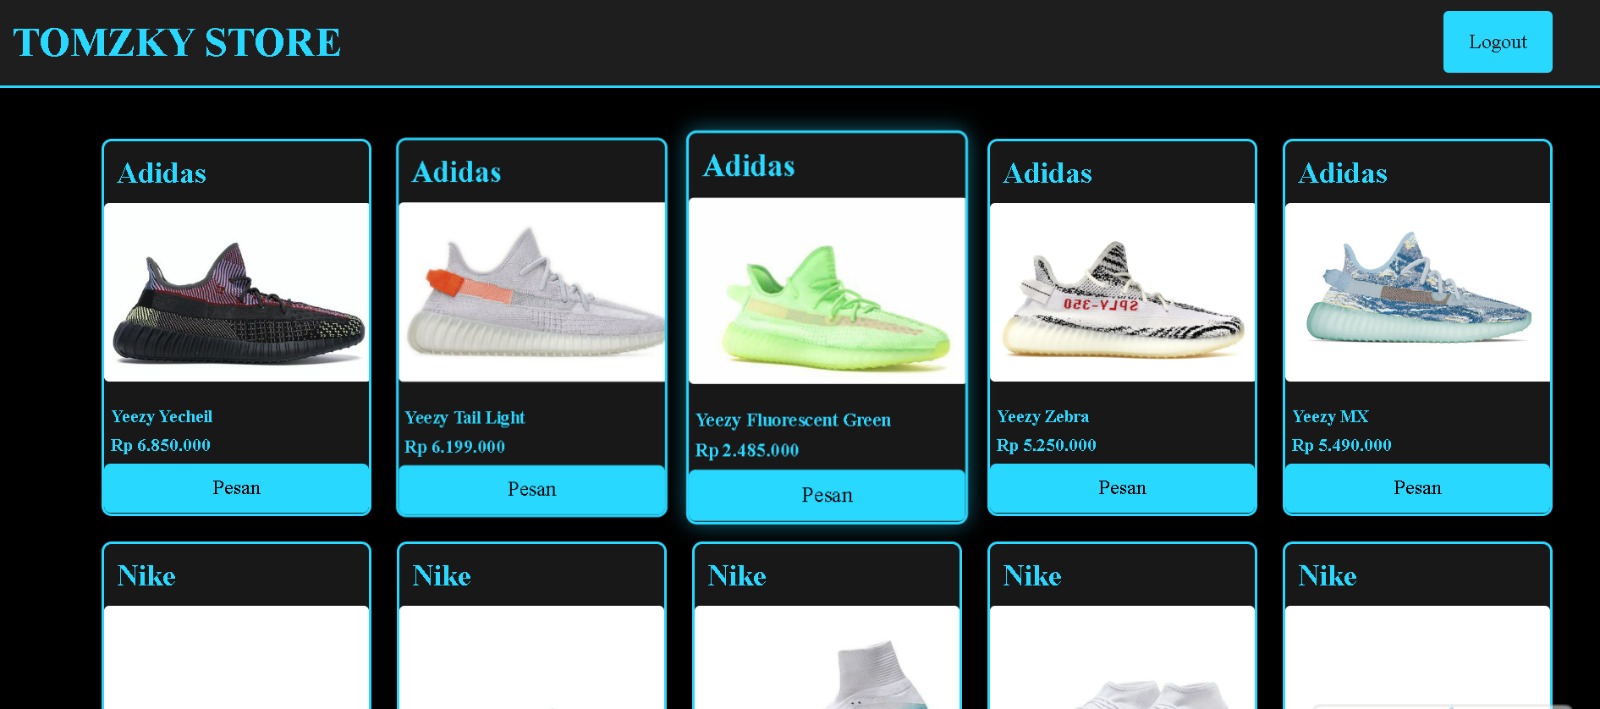 TOMZKY STORE
Logout
Adidas
Adidas
Adidas
Adidas
Adidas
SPLY-350
Yeezy Yecheil
Rp 6.850.000
Pesan
Yeezy Tail Light
Rp 6.199.000
Pesan
Yeezy Fluorescent Green
Rp 2.485.000
Pesan
Yeezy Zebra
Rp 5.250.000
Pesan
Yeezy MX
Rp 5.490.000
Pesan
Nike
Nike
Nike
Nike
Nike